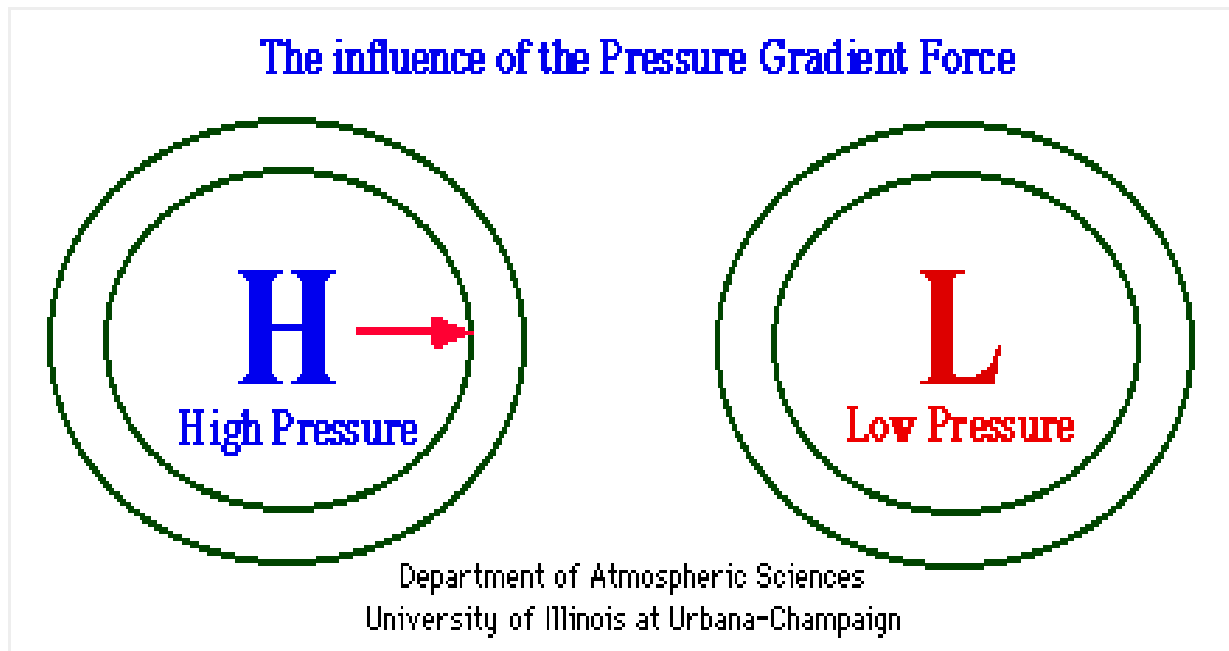 The influence of the Pressure Gradient Force
H L
High Pressure Low Pressure
Department of Atmospheric Sciences
University of Illinois at Urbana-Champaign